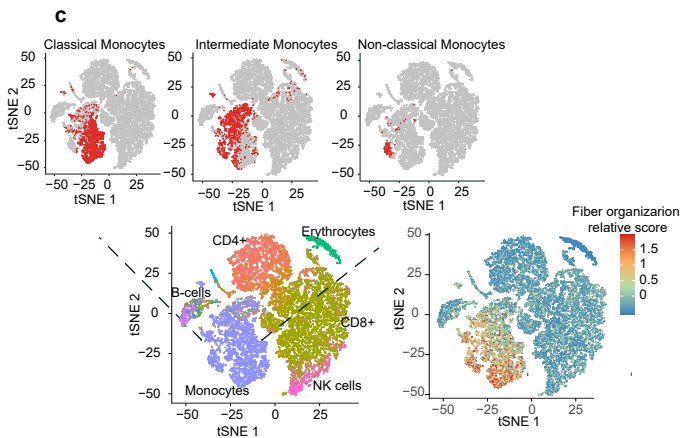 c
Classical Monocytes
Intermediate Monocytes
Non-classical Monocytes
tSNE 2
50
25
0
−25
−50
−50
−25
0
25
tSNE 1
50
25
0
−25
−50
−50
−25
0
25
tSNE 1
50
25
0
−25
−50
−50
−25
0
25
tSNE 1
CD4+
Erythrocytes
B-cells
CD8+
Monocytes
NK cells
tSNE 2
50
25
0
−25
−50
−50
−25
0
25
tSNE 1
Fiber organizarion
relative score
1.5
1
0.5
0
tSNE 2
50
25
0
−25
−50
−50
−25
0
25
tSNE 1